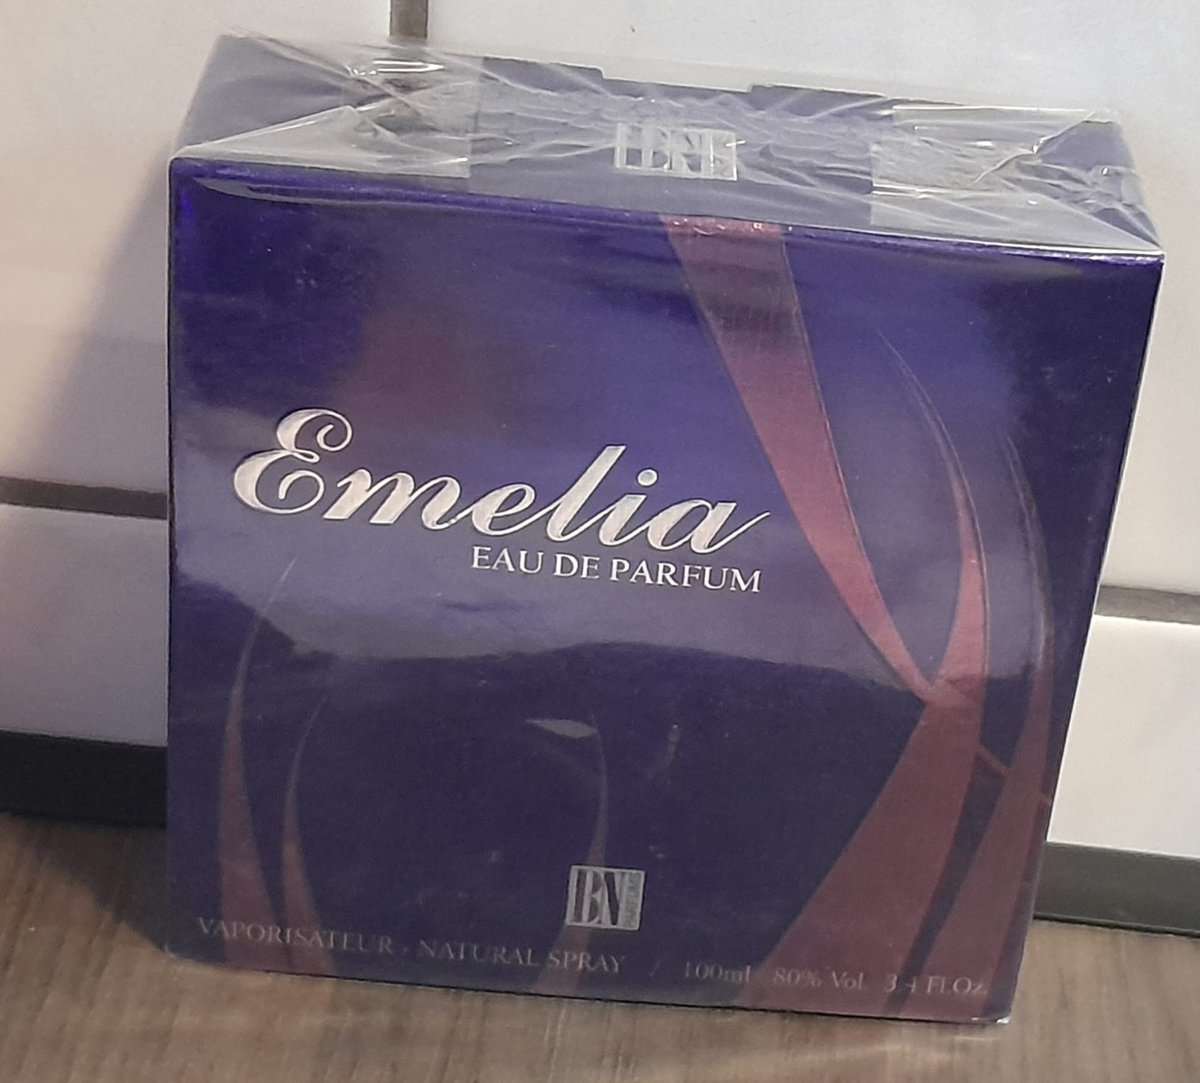 Emelia
EAU DE PARFUM
VAPORISATEUR - NATURAL SPRAY / 100ml 80% Vol. 3.4 FL.Oz.